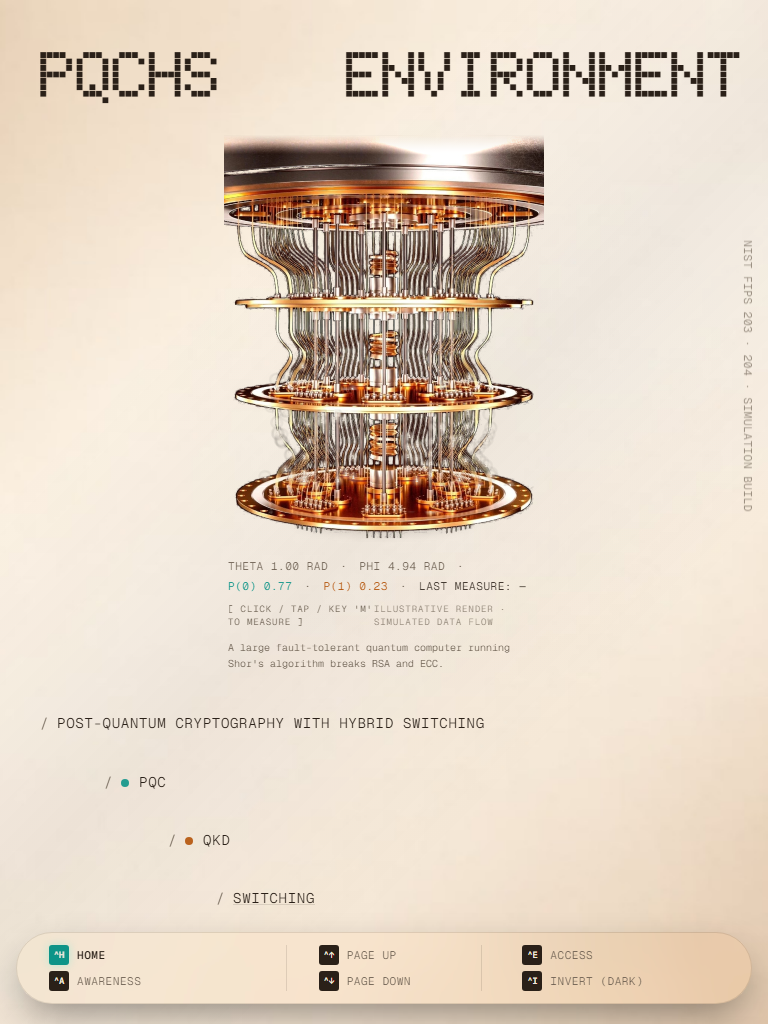 PQCHS ENVIRONMENT
NIST FIPS 203 · 204 · SIMULATION BUILD
THETA 1.00 RAD · PHI 4.94 RAD ·
P(0) 0.77 · P(1) 0.23 · LAST MEASURE: —
[ CLICK / TAP / KEY 'M'
TO MEASURE ]
ILLUSTRATIVE RENDER ·
SIMULATED DATA FLOW
A large fault-tolerant quantum computer running
Shor's algorithm breaks RSA and ECC.
/ POST-QUANTUM CRYPTOGRAPHY WITH HYBRID SWITCHING
/ ● PQC
/ ● QKD
/ SWITCHING
^H HOME
^A AWARENESS
^↑ PAGE UP
^↓ PAGE DOWN
^E ACCESS
^I INVERT (DARK)